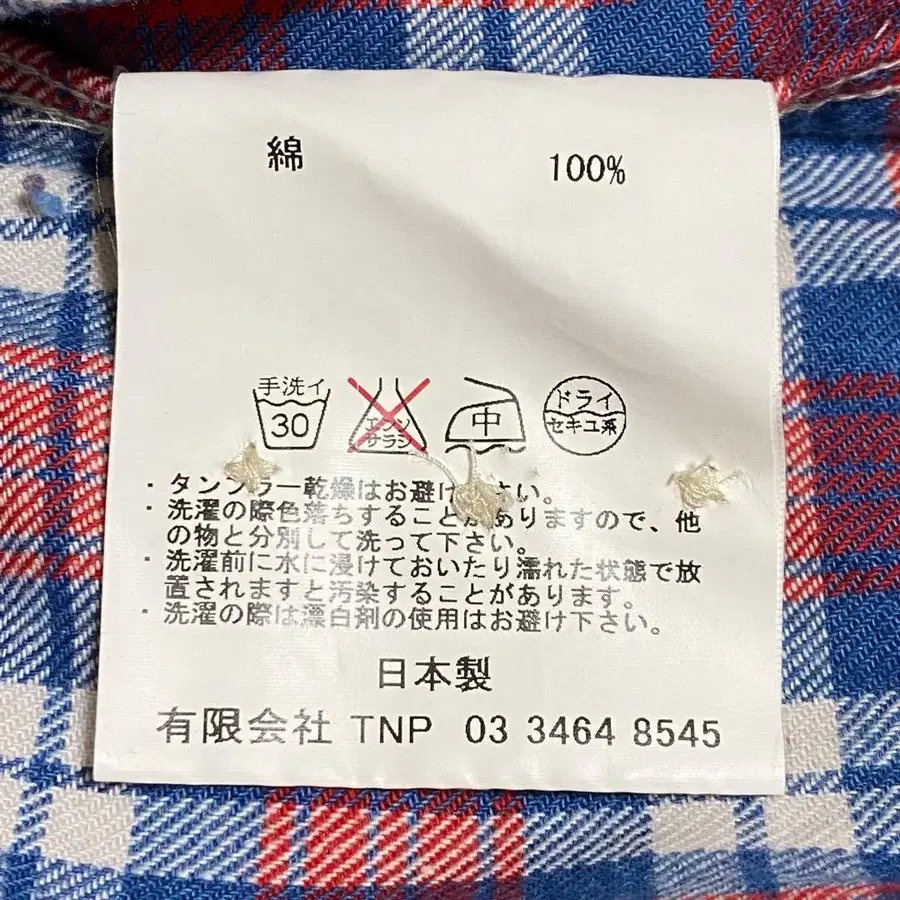 綿 100%
手洗イ ドライ
30 エンソ 中 セキユ系
サラシ
・タンブラー乾燥はお避け下さい。
・洗濯の際色落ちすることがありますので、他
の物と分別して洗って下さい。
・洗濯前に水に浸けておいたり濡れた状態で放
置されますと汚染することがあります。
・洗濯の際は漂白剤の使用はお避け下さい。
日本製
有限会社 TNP 03 3464 8545